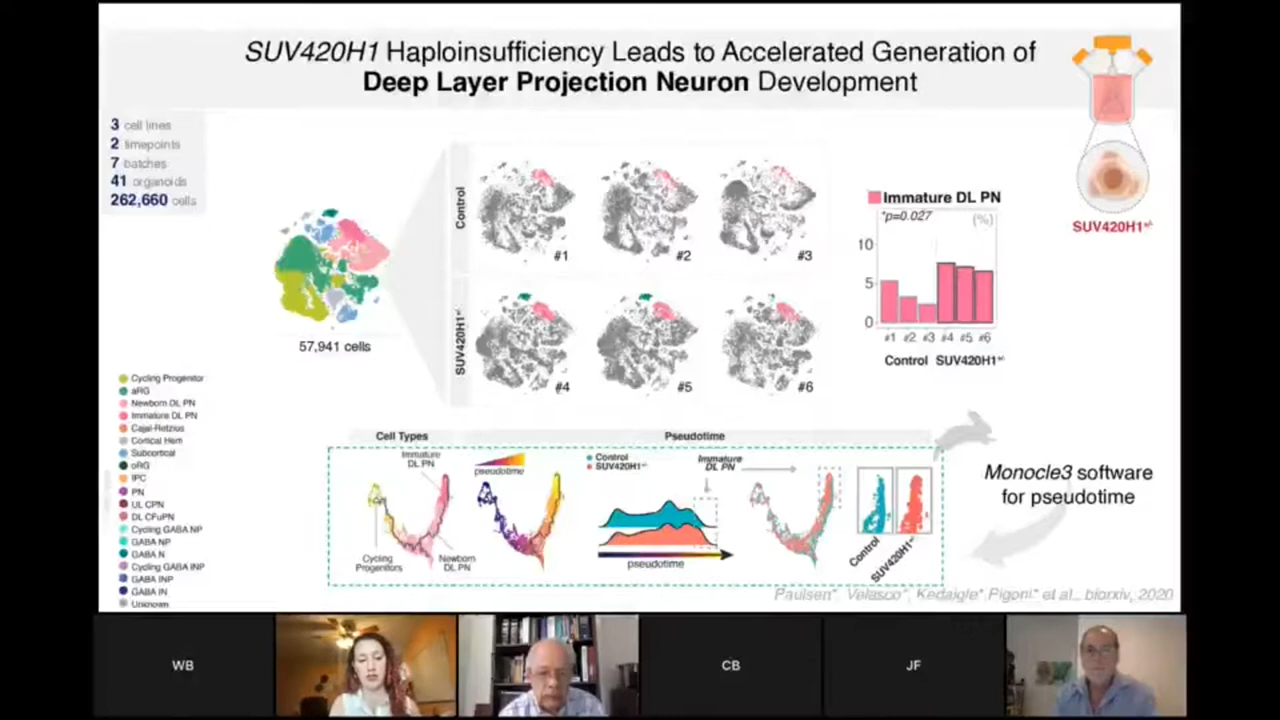 SUV420H1 Haploinsufficiency Leads to Accelerated Generation of
Deep Layer Projection Neuron Development
3 cell lines
2 timepoints
7 batches
41 organoids
262,660 cells
57,941 cells
Control
#1
#2
#3
SUV420H1+/-
#4
#5
#6
Immature DL PN
*p=0.027
(%)
10
5
0
#1 #2 #3 #4 #5 #6
Control SUV420H1+/-
SUV420H1+/-
Cycling Progenitor
aRG
Newborn DL PN
Immature DL PN
Cajal-Retzius
Cortical Hem
Subcortical
oRG
IPC
PN
UL CPN
DL CFuPN
Cycling GABA NP
GABA NP
GABA N
Cycling GABA INP
GABA INP
GABA IN
Unknown
Cell Types
Pseudotime
Immature
DL PN
Cycling
Progenitors
Newborn
DL PN
pseudotime
Control
SUV420H1+/-
Immature
DL PN
pseudotime
Control
SUV420H1+/-
Monocle3 software
for pseudotime
Paulsen*, Velasco*, Kedaigle*, Pigoni* et al., biorxiv, 2020
WB
CB
JF